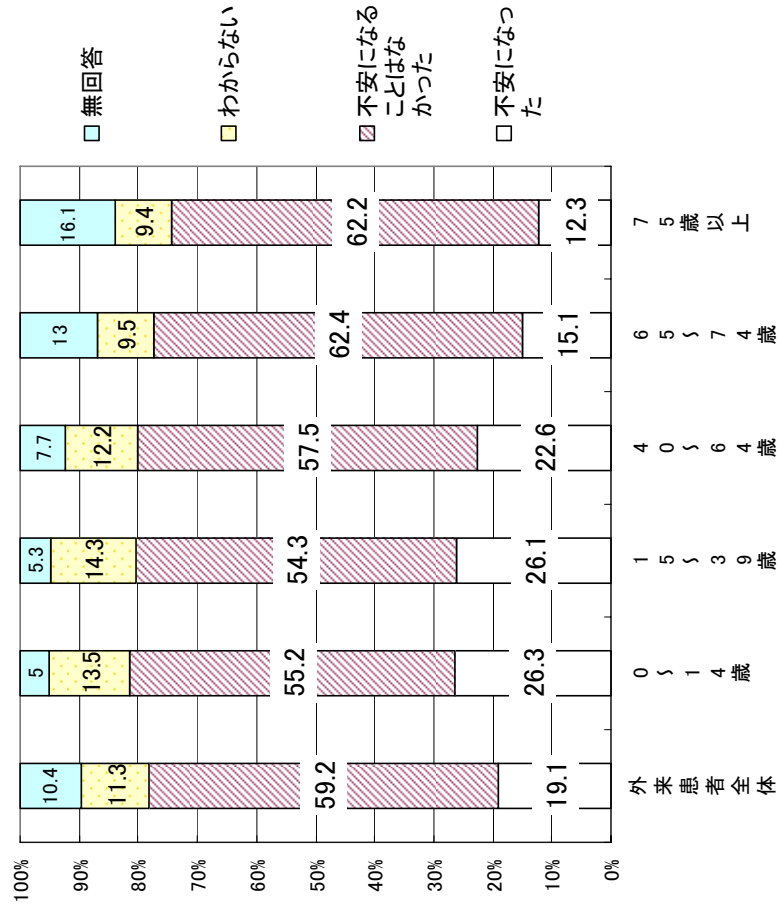 100%
90%
80%
70%
60%
50%
40%
30%
20%
10%
0%
10.4
11.3
59.2
19.1
外来患者全体
5
13.5
55.2
26.3
0～14歳
5.3
14.3
54.3
26.1
15～39歳
7.7
12.2
57.5
22.6
40～64歳
13
9.5
62.4
15.1
65～74歳
16.1
9.4
62.2
12.3
75歳以上
無回答
わからない
不安になる
ことはな
かった
不安になっ
た